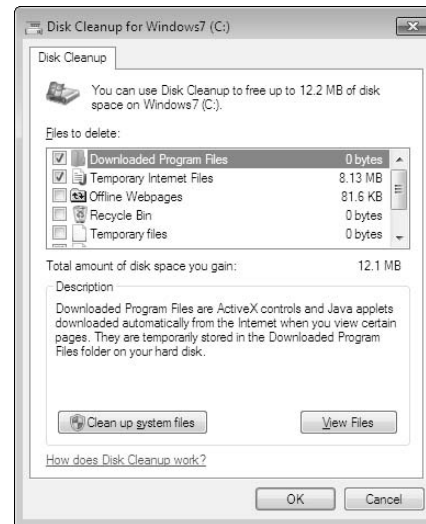 Disk Cleanup for Windows7 (C:)
Disk Cleanup
You can use Disk Cleanup to free up to 12.2 MB of disk
space on Windows7 (C:).
Files to delete:
Downloaded Program Files 0 bytes
Temporary Internet Files 8.13 MB
Offline Webpages 81.6 KB
Recycle Bin 0 bytes
Temporary files 0 bytes
Total amount of disk space you gain: 12.1 MB
Description
Downloaded Program Files are ActiveX controls and Java applets
downloaded automatically from the Internet when you view certain
pages. They are temporarily stored in the Downloaded Program
Files folder on your hard disk.
Clean up system files View Files
How does Disk Cleanup work?
OK Cancel